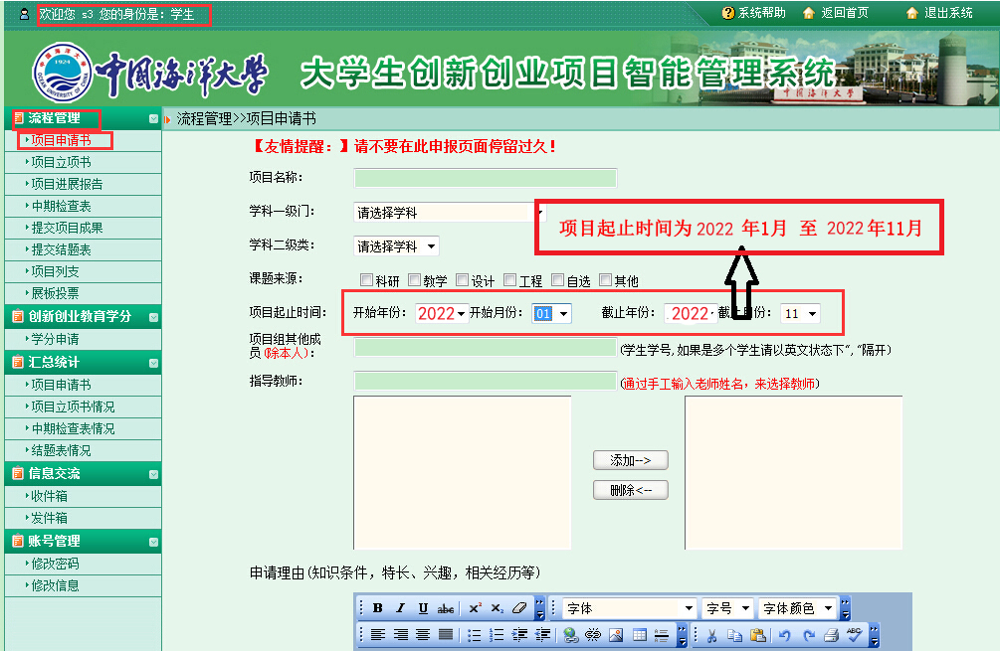 欢迎您 s3 您的身份是：学生
系统帮助 返回首页 退出系统
1924
OCEAN UNIVERSITY OF CHINA
中国海洋大学 大学生创新创业项目智能管理系统
中国海洋大学
流程管理
项目申请书
项目立项书
项目进展报告
中期检查表
提交项目成果
提交结题表
项目列支
展板投票
创新创业教育学分
学分申请
汇总统计
项目申请书
项目立项书情况
中期检查表情况
结题表情况
信息交流
收件箱
发件箱
账号管理
修改密码
修改信息
流程管理>>项目申请书
【友情提醒：】请不要在此申报页面停留过久！
项目名称：
学科一级门： 请选择学科
项目起止时间为 2022 年1月 至 2022 年11月
学科二级类： 请选择学科
课题来源： 科研 教学 设计 工程 自选 其他
项目起止时间： 开始年份： 2022 开始月份： 01 截止年份： 2022 截止月份： 11
项目组其他成
员(除本人)： (学生学号, 如果是多个学生请以英文状态下“, ”隔开)
指导教师： (通过手工输入老师姓名，来选择教师)
添加-->
删除<--
申请理由(知识条件，特长、兴趣，相关经历等)
B I U abc x² x₂ 字体 字号 字体颜色
ABC